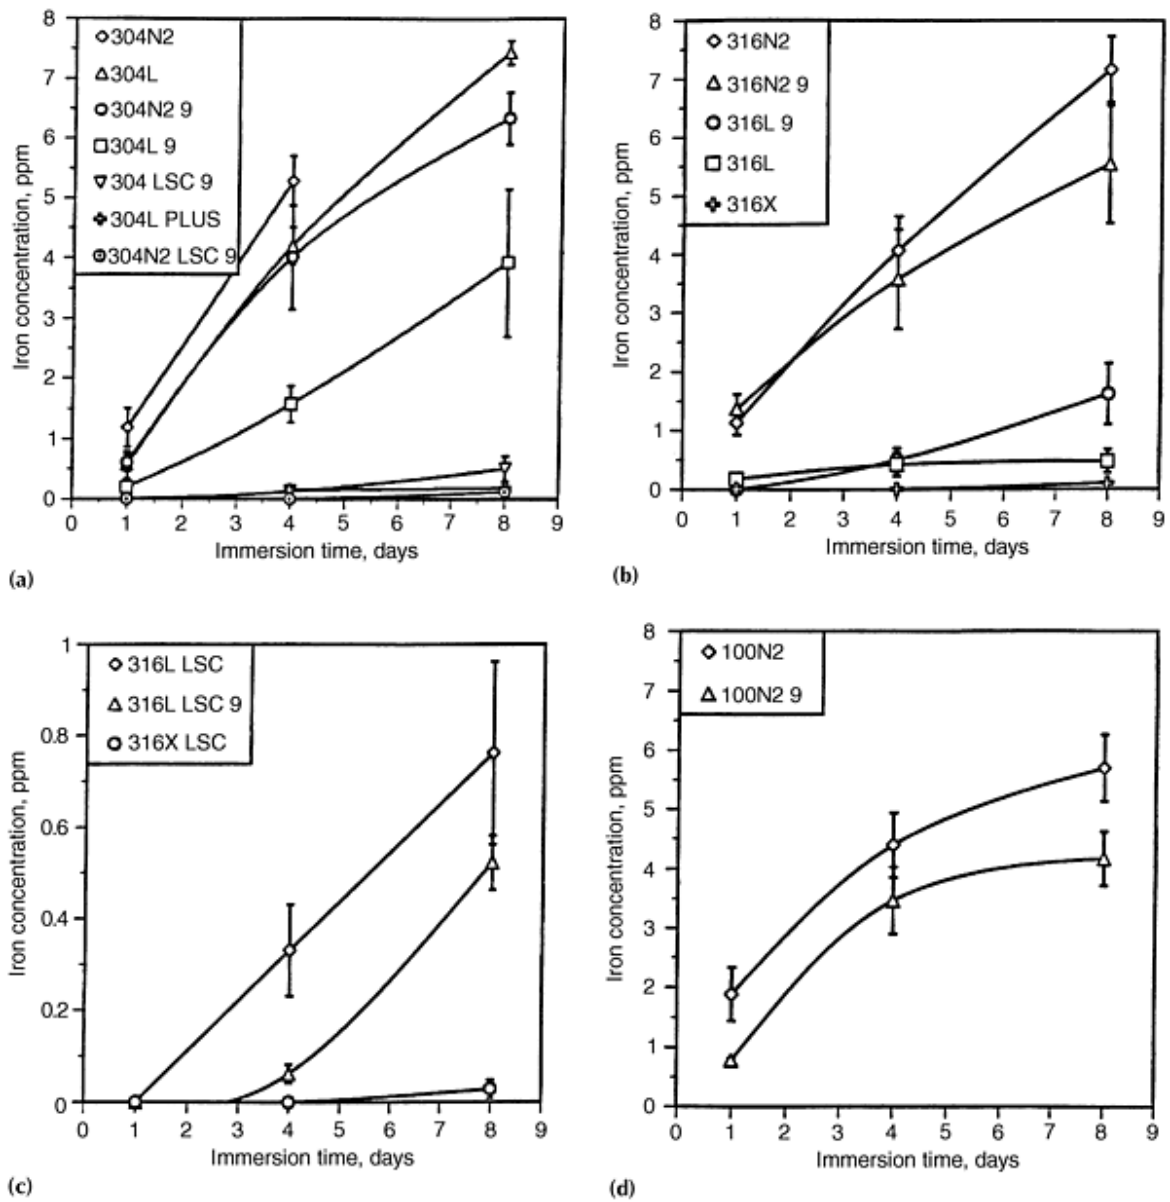 8
7
6
5
4
3
2
1
0
Iron concentration, ppm
304N2
304L
304N2 9
304L 9
304 LSC 9
304L PLUS
304N2 LSC 9
0 1 2 3 4 5 6 7 8 9
Immersion time, days
(a)
8
7
6
5
4
3
2
1
0
Iron concentration, ppm
316N2
316N2 9
316L 9
316L
316X
0 1 2 3 4 5 6 7 8 9
Immersion time, days
(b)
1
0.8
0.6
0.4
0.2
0
Iron concentration, ppm
316L LSC
316L LSC 9
316X LSC
0 1 2 3 4 5 6 7 8 9
Immersion time, days
(c)
8
7
6
5
4
3
2
1
0
Iron concentration, ppm
100N2
100N2 9
0 1 2 3 4 5 6 7 8 9
Immersion time, days
(d)